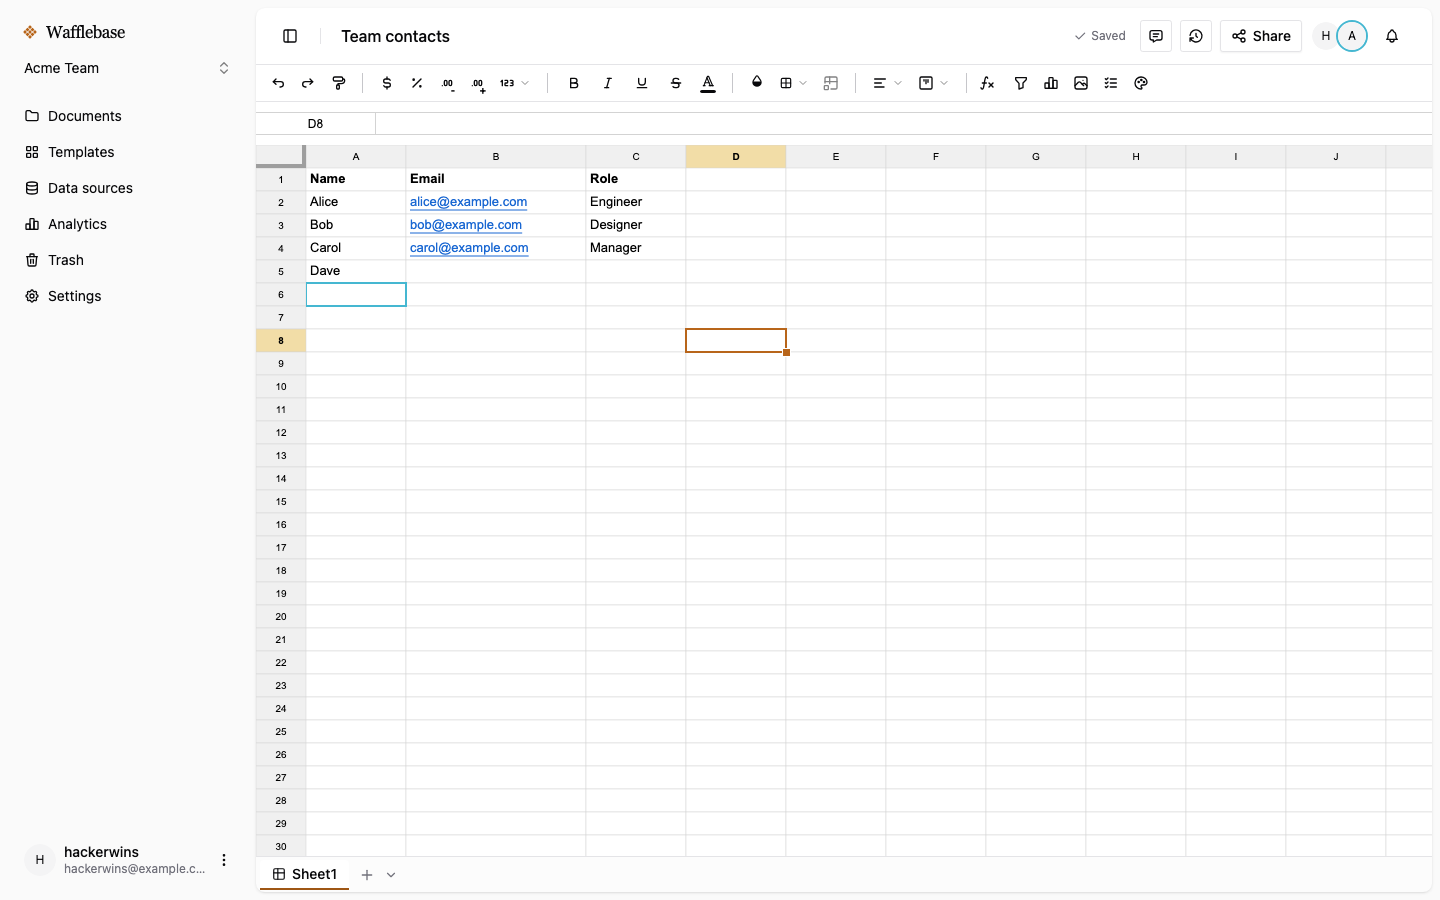 Wafflebase
Acme Team
Documents
Templates
Data sources
Analytics
Trash
Settings
H
hackerwins
hackerwins@example.c...
Team contacts
Saved
Share
H A
$ % .00 .00 123 B I U S A
D8
A B C D E F G H I J
1 Name Email Role
2 Alice alice@example.com Engineer
3 Bob bob@example.com Designer
4 Carol carol@example.com Manager
5 Dave
6
7
8
9
10
11
12
13
14
15
16
17
18
19
20
21
22
23
24
25
26
27
28
29
30
Sheet1